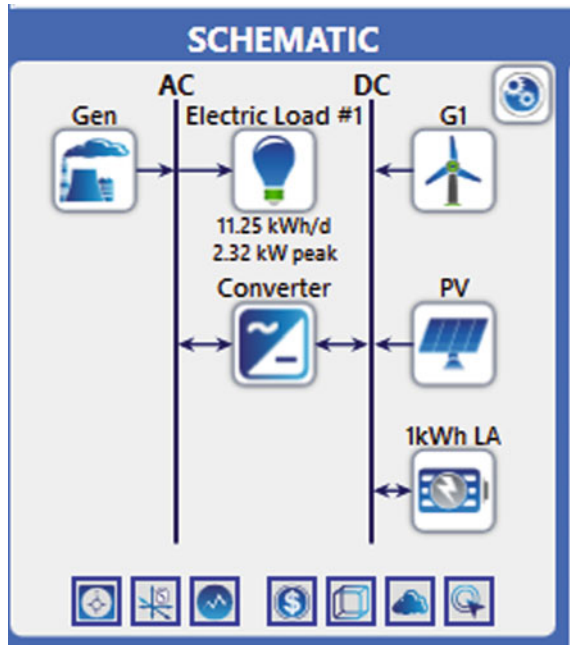 SCHEMATIC
AC
DC
Gen
Electric Load #1
G1
11.25 kWh/d
2.32 kW peak
Converter
PV
1kWh LA